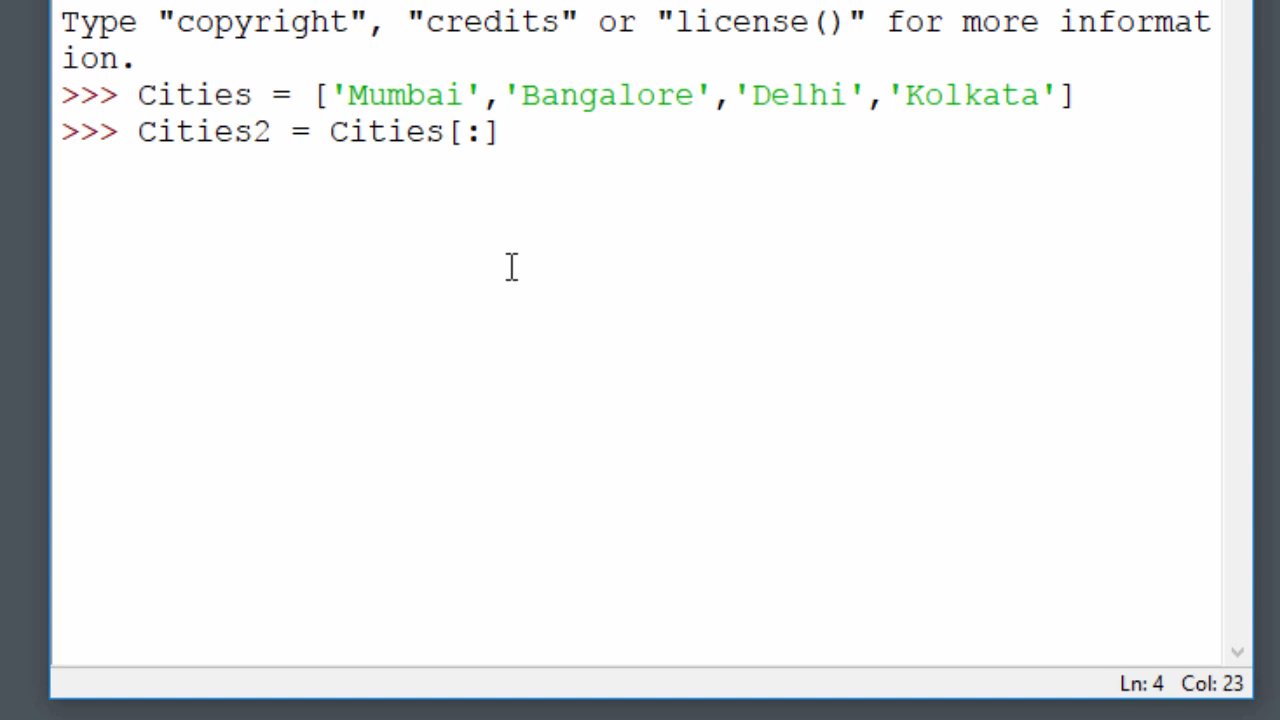 Type "copyright", "credits" or "license()" for more informat
ion.
>>> Cities = ['Mumbai','Bangalore','Delhi','Kolkata']
>>> Cities2 = Cities[:]
Ln: 4 Col: 23